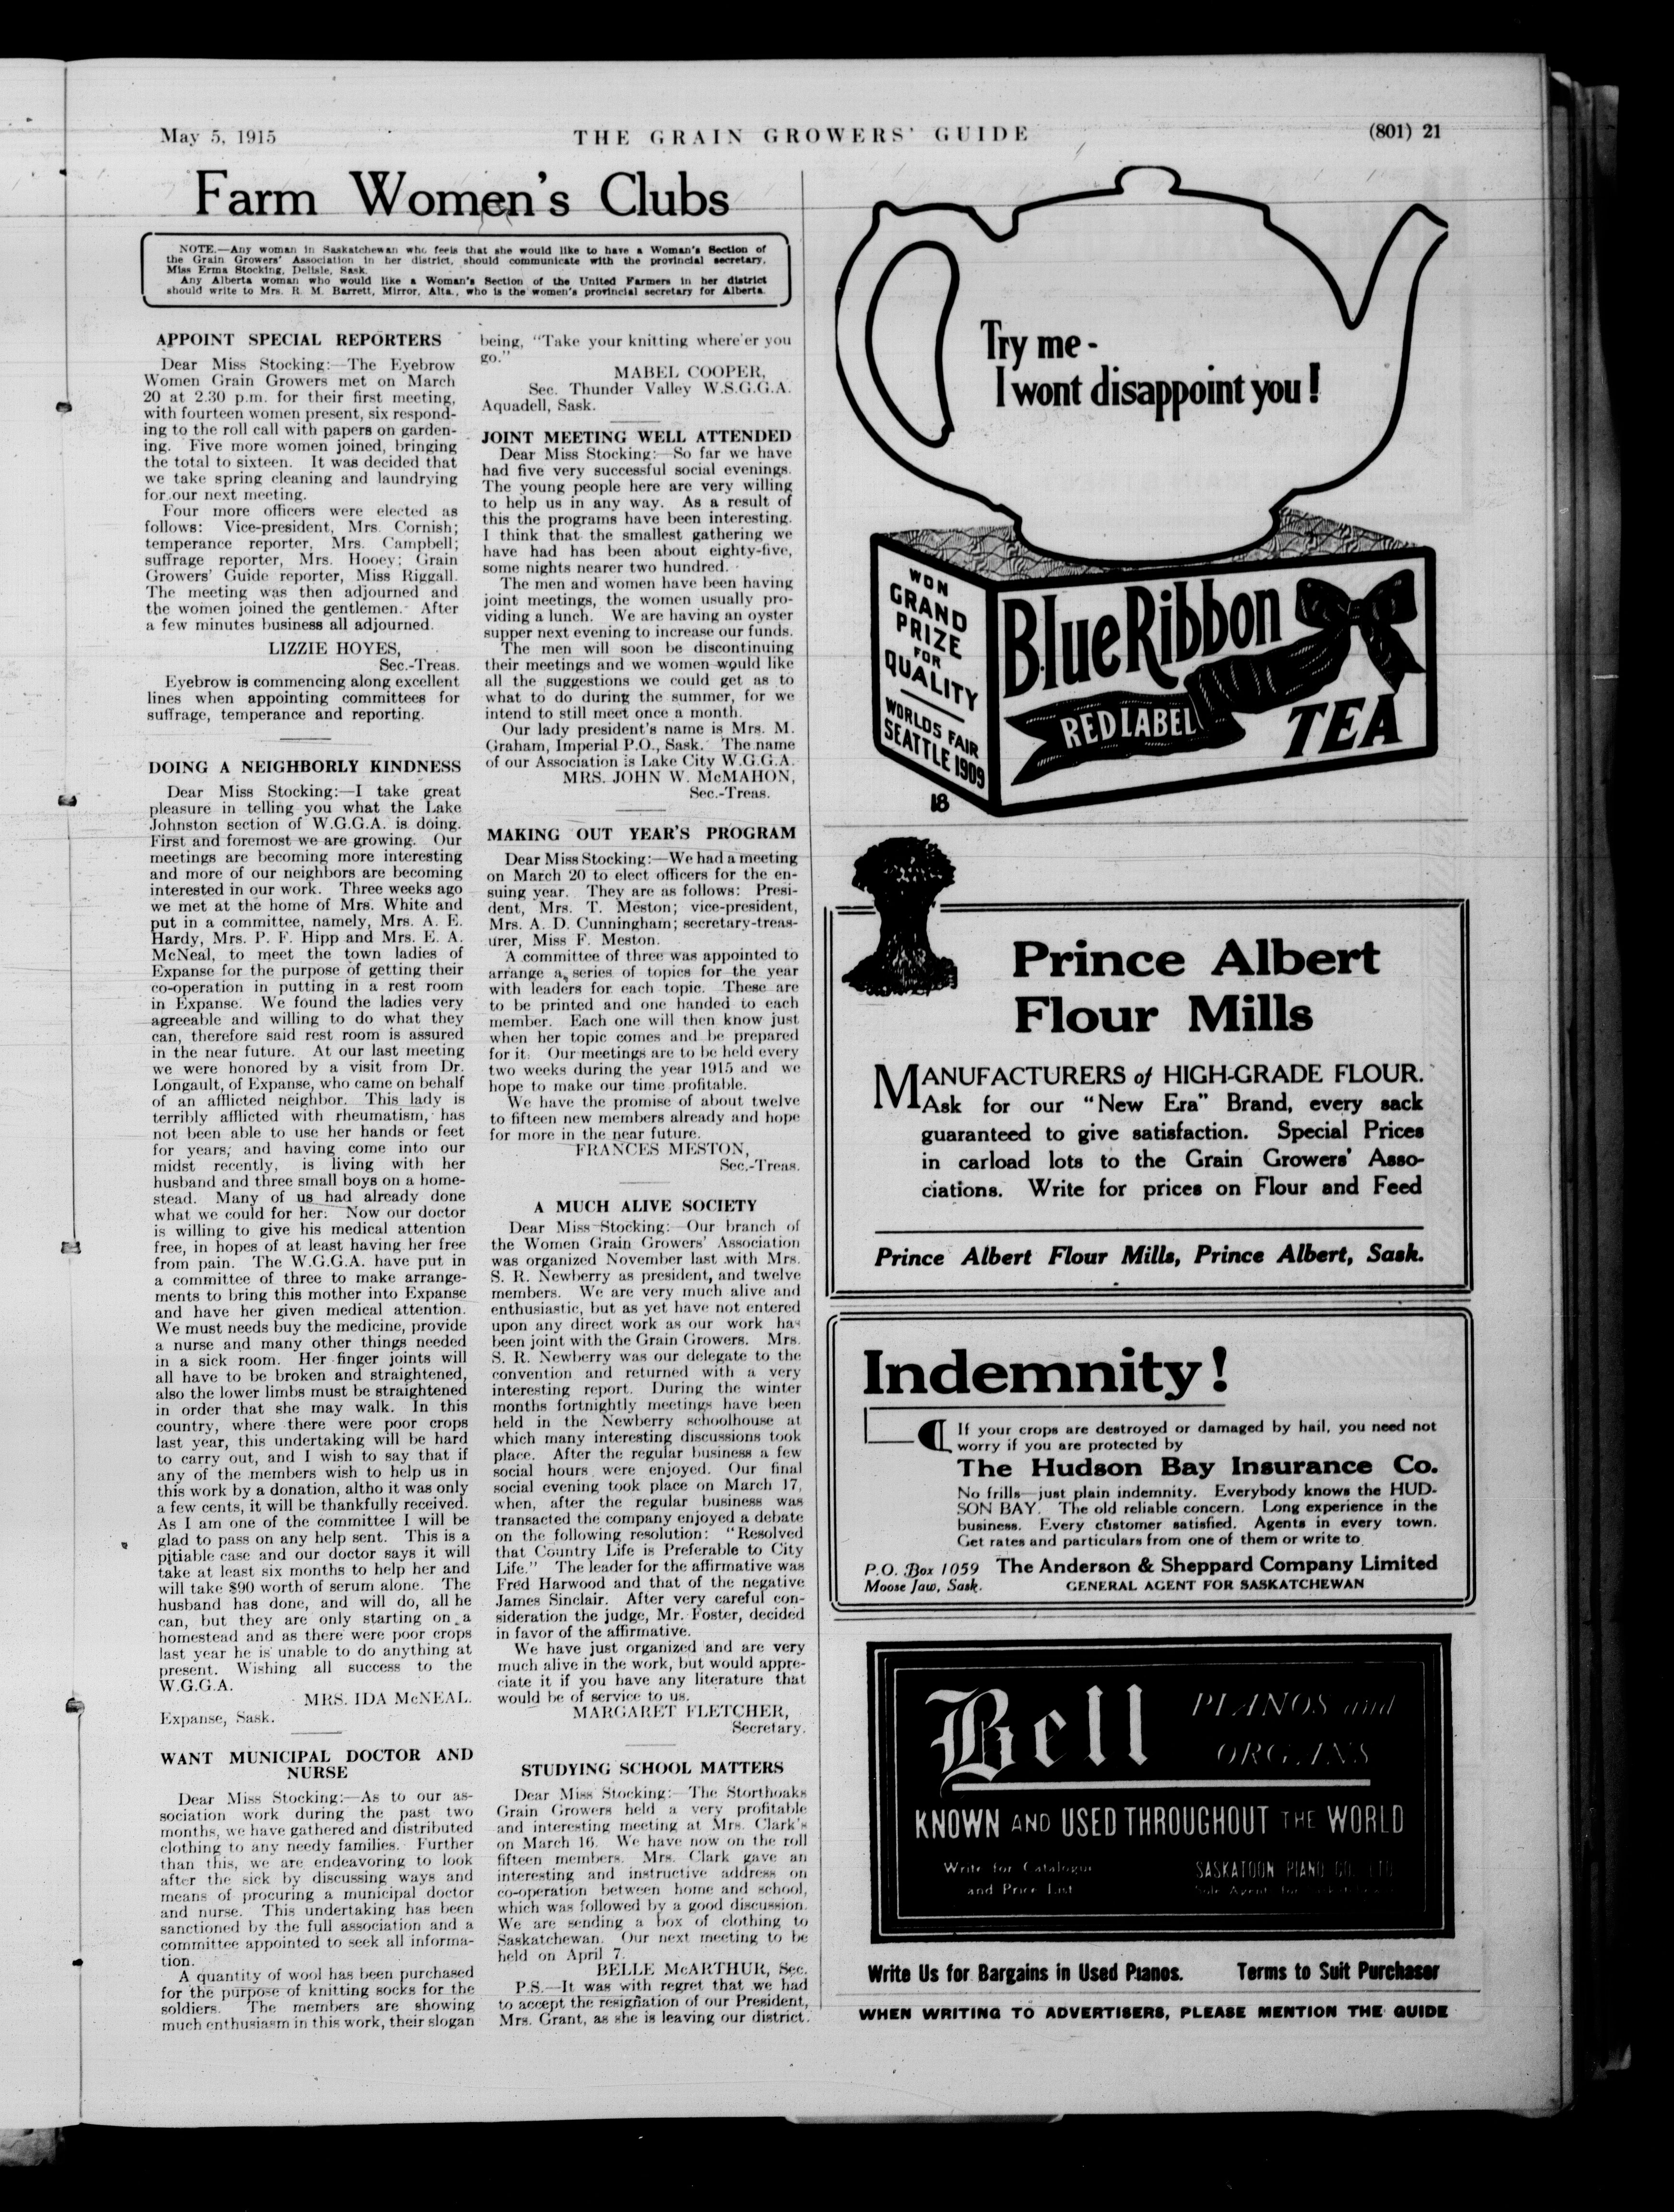 May 5, 1915
THE GRAIN GROWERS' GUIDE
(801) 21
Farm Women's Clubs
NOTE.—Any woman in Saskatchewan who feels that she would like to have a Woman's Section of
the Grain Growers' Association in her district, should communicate with the provincial secretary,
Miss Erma Stocking, Delisle, Sask.
Any Alberta woman who would like a Woman's Section of the United Farmers in her district
should write to Mrs. R. M. Barrett, Mirror, Alta., who is the women's provincial secretary for Alberta.
APPOINT SPECIAL REPORTERS
Dear Miss Stocking:—The Eyebrow
Women Grain Growers met on March
20 at 2.30 p.m. for their first meeting,
with fourteen women present, six respond-
ing to the roll call with papers on garden-
ing. Five more women joined, bringing
the total to sixteen. It was decided that
we take spring cleaning and laundrying
for our next meeting.
Four more officers were elected as
follows: Vice-president, Mrs. Cornish;
temperance reporter, Mrs. Campbell;
suffrage reporter, Mrs. Hooey; Grain
Growers' Guide reporter, Miss Riggall.
The meeting was then adjourned and
the women joined the gentlemen. After
a few minutes business all adjourned.
LIZZIE HOYES,
Sec.-Treas.
Eyebrow is commencing along excellent
lines when appointing committees for
suffrage, temperance and reporting.
DOING A NEIGHBORLY KINDNESS
Dear Miss Stocking:—I take great
pleasure in telling you what the Lake
Johnston section of W.G.G.A. is doing.
First and foremost we are growing. Our
meetings are becoming more interesting
and more of our neighbors are becoming
interested in our work. Three weeks ago
we met at the home of Mrs. White and
put in a committee, namely, Mrs. A. E.
Hardy, Mrs. P. F. Hipp and Mrs. E. A.
McNeal, to meet the town ladies of
Expanse for the purpose of getting their
co-operation in putting in a rest room
in Expanse. We found the ladies very
agreeable and willing to do what they
can, therefore said rest room is assured
in the near future. At our last meeting
we were honored by a visit from Dr.
Longault, of Expanse, who came on behalf
of an afflicted neighbor. This lady is
terribly afflicted with rheumatism, has
not been able to use her hands or feet
for years, and having come into our
midst recently, is living with her
husband and three small boys on a home-
stead. Many of us had already done
what we could for her. Now our doctor
is willing to give his medical attention
free, in hopes of at least having her free
from pain. The W.G.G.A. have put in
a committee of three to make arrange-
ments to bring this mother into Expanse
and have her given medical attention.
We must needs buy the medicine, provide
a nurse and many other things needed
in a sick room. Her finger joints will
all have to be broken and straightened,
also the lower limbs must be straightened
in order that she may walk. In this
country, where there were poor crops
last year, this undertaking will be hard
to carry out, and I wish to say that if
any of the members wish to help us in
this work by a donation, altho it was only
a few cents, it will be thankfully received.
As I am one of the committee I will be
glad to pass on any help sent. This is a
pitiable case and our doctor says it will
take at least six months to help her and
will take $90 worth of serum alone. The
husband has done, and will do, all he
can, but they are only starting on a
homestead and as there were poor crops
last year he is unable to do anything at
present. Wishing all success to the
W.G.G.A.
MRS. IDA McNEAL.
Expanse, Sask.
WANT MUNICIPAL DOCTOR AND
NURSE
Dear Miss Stocking:—As to our as-
sociation work during the past two
months, we have gathered and distributed
clothing to any needy families. Further
than this, we are endeavoring to look
after the sick by discussing ways and
means of procuring a municipal doctor
and nurse. This undertaking has been
sanctioned by the full association and a
committee appointed to seek all informa-
tion.
A quantity of wool has been purchased
for the purpose of knitting socks for the
soldiers. The members are showing
much enthusiasm in this work, their slogan
being, "Take your knitting where'er you
go."
MABEL COOPER,
Sec. Thunder Valley W.S.G.G.A.
Aquadell, Sask.
JOINT MEETING WELL ATTENDED
Dear Miss Stocking:—So far we have
had five very successful social evenings.
The young people here are very willing
to help us in any way. As a result of
this the programs have been interesting.
I think that the smallest gathering we
have had has been about eighty-five,
some nights nearer two hundred.
The men and women have been having
joint meetings, the women usually pro-
viding a lunch. We are having an oyster
supper next evening to increase our funds.
The men will soon be discontinuing
their meetings and we women would like
all the suggestions we could get as to
what to do during the summer, for we
intend to still meet once a month.
Our lady president's name is Mrs. M.
Graham, Imperial P.O., Sask. The name
of our Association is Lake City W.G.G.A.
MRS. JOHN W. McMAHON,
Sec.-Treas.
MAKING OUT YEAR'S PROGRAM
Dear Miss Stocking:—We had a meeting
on March 20 to elect officers for the en-
suing year. They are as follows: Presi-
dent, Mrs. T. Meston; vice-president,
Mrs. A. D. Cunningham; secretary-treas-
urer, Miss F. Meston.
A committee of three was appointed to
arrange a series of topics for the year
with leaders for each topic. These are
to be printed and one handed to each
member. Each one will then know just
when her topic comes and be prepared
for it. Our meetings are to be held every
two weeks during the year 1915 and we
hope to make our time profitable.
We have the promise of about twelve
to fifteen new members already and hope
for more in the near future.
FRANCES MESTON,
Sec.-Treas.
A MUCH ALIVE SOCIETY
Dear Miss Stocking:—Our branch of
the Women Grain Growers' Association
was organized November last with Mrs.
S. R. Newberry as president, and twelve
members. We are very much alive and
enthusiastic, but as yet have not entered
upon any direct work as our work has
been joint with the Grain Growers. Mrs.
S. R. Newberry was our delegate to the
convention and returned with a very
interesting report. During the winter
months fortnightly meetings have been
held in the Newberry schoolhouse at
which many interesting discussions took
place. After the regular business a few
social hours were enjoyed. Our final
social evening took place on March 17,
when, after the regular business was
transacted the company enjoyed a debate
on the following resolution: "Resolved
that Country Life is Preferable to City
Life." The leader for the affirmative was
Fred Harwood and that of the negative
James Sinclair. After very careful con-
sideration the judge, Mr. Foster, decided
in favor of the affirmative.
We have just organized and are very
much alive in the work, but would appre-
ciate it if you have any literature that
would be of service to us.
MARGARET FLETCHER,
Secretary.
STUDYING SCHOOL MATTERS
Dear Miss Stocking:—The Storthoaks
Grain Growers held a very profitable
and interesting meeting at Mrs. Clark's
on March 16. We have now on the roll
fifteen members. Mrs. Clark gave an
interesting and instructive address on
co-operation between home and school,
which was followed by a good discussion.
We are sending a box of clothing to
Saskatchewan. Our next meeting to be
held on April 7.
BELLE McARTHUR, Sec.
P.S.—It was with regret that we had
to accept the resignation of our President,
Mrs. Grant, as she is leaving our district.
Try me -
I wont disappoint you!
WON
GRAND
PRIZE
FOR
QUALITY
WORLDS FAIR
SEATTLE 1909
Blue Ribbon
RED LABEL
TEA
18
Prince Albert
Flour Mills
MANUFACTURERS of HIGH-GRADE FLOUR.
Ask for our "New Era" Brand, every sack
guaranteed to give satisfaction. Special Prices
in carload lots to the Grain Growers' Asso-
ciations. Write for prices on Flour and Feed
Prince Albert Flour Mills, Prince Albert, Sask.
Indemnity!
¶ If your crops are destroyed or damaged by hail, you need not
worry if you are protected by
The Hudson Bay Insurance Co.
No frills—just plain indemnity. Everybody knows the HUD-
SON BAY. The old reliable concern. Long experience in the
business. Every customer satisfied. Agents in every town.
Get rates and particulars from one of them or write to
P.O. Box 1059
Moose Jaw, Sask.
The Anderson & Sheppard Company Limited
GENERAL AGENT FOR SASKATCHEWAN
Bell PIANOS and
ORGANS
KNOWN AND USED THROUGHOUT THE WORLD
Write for Catalogue
and Price List
SASKATOON PIANO CO. LTD
Sole Agents for Saskatchewan
Write Us for Bargains in Used Pianos. Terms to Suit Purchaser
WHEN WRITING TO ADVERTISERS, PLEASE MENTION THE GUIDE